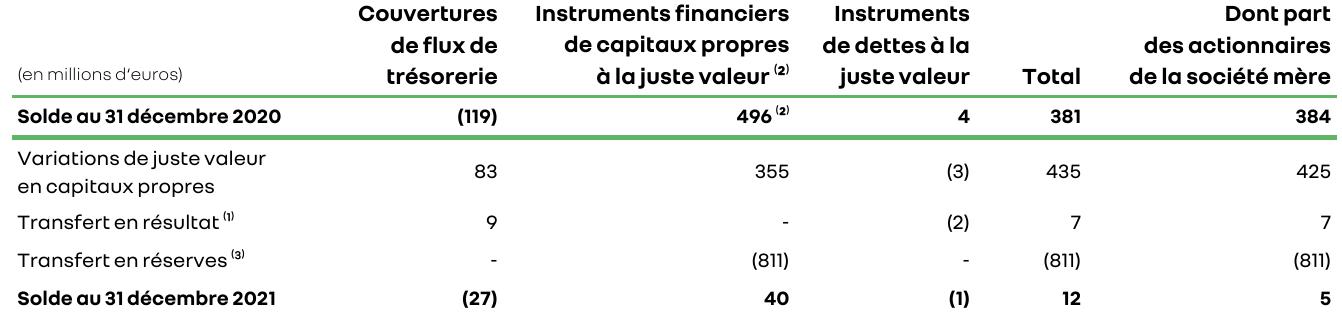 Couvertures Instruments financiers Instruments Dont part
de flux de de capitaux propres de dettes à la des actionnaires
(en millions d'euros) trésorerie à la juste valeur (2) juste valeur Total de la société mère
Solde au 31 décembre 2020 (119) 496 (2) 4 381 384
Variations de juste valeur
en capitaux propres 83 355 (3) 435 425
Transfert en résultat (1) 9 - (2) 7 7
Transfert en réserves (3) - (811) - (811) (811)
Solde au 31 décembre 2021 (27) 40 (1) 12 5